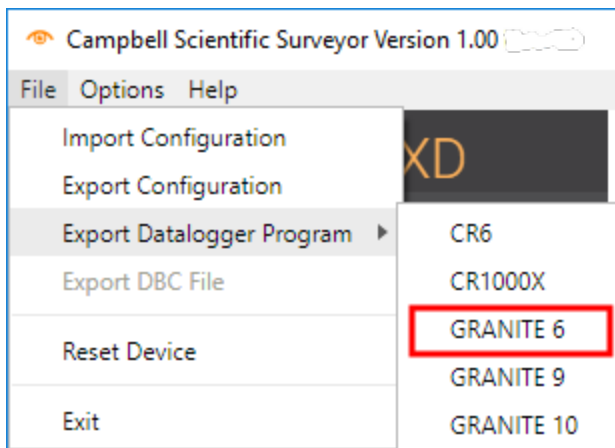 Campbell Scientific Surveyor Version 1.00
File Options Help
XD
Import Configuration
Export Configuration
Export Datalogger Program
Export DBC File
Reset Device
Exit
CR6
CR1000X
GRANITE 6
GRANITE 9
GRANITE 10